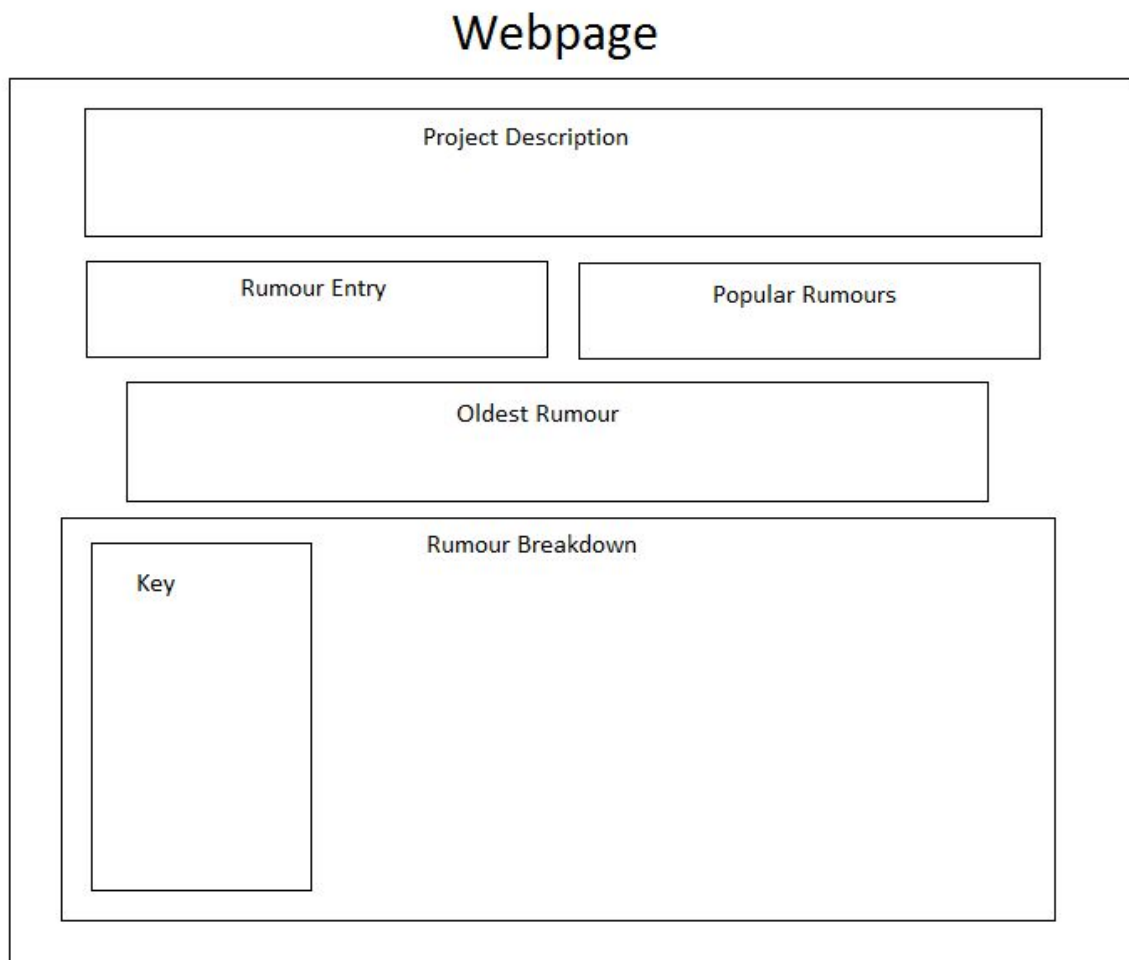 Webpage
Project Description
Rumour Entry
Popular Rumours
Oldest Rumour
Rumour Breakdown
Key